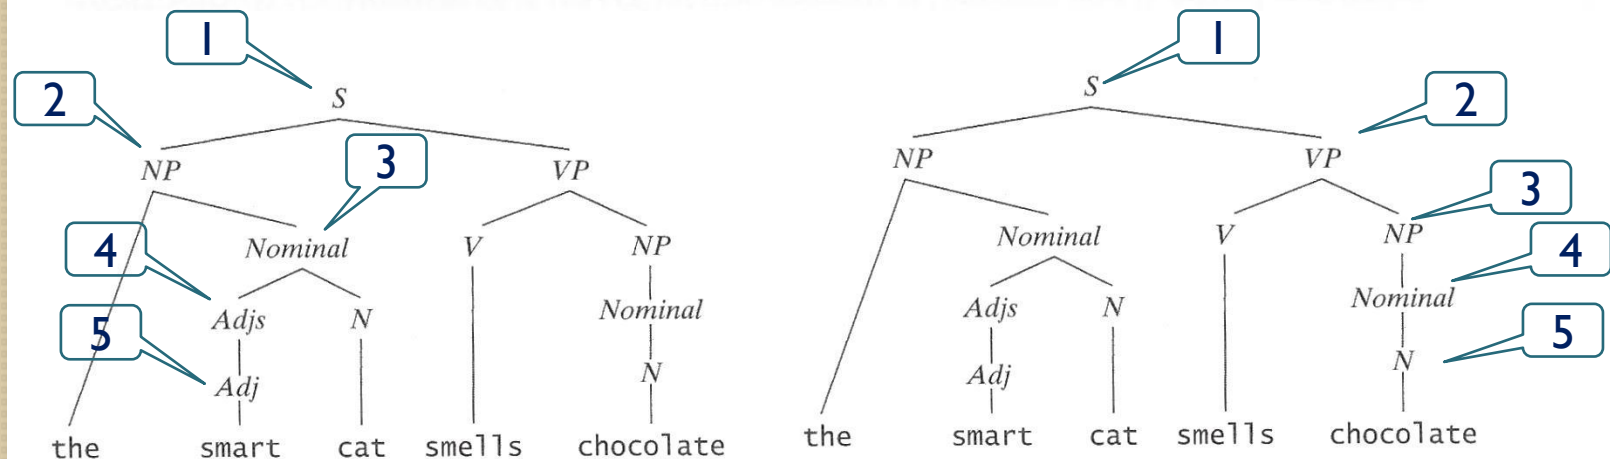 1 1
S S
2 2
NP VP NP VP
3 3
Nominal V NP Nominal V NP
4 4
Adjs N Nominal Adjs N Nominal
5 5
Adj N Adj N
the smart cat smells chocolate the smart cat smells chocolate